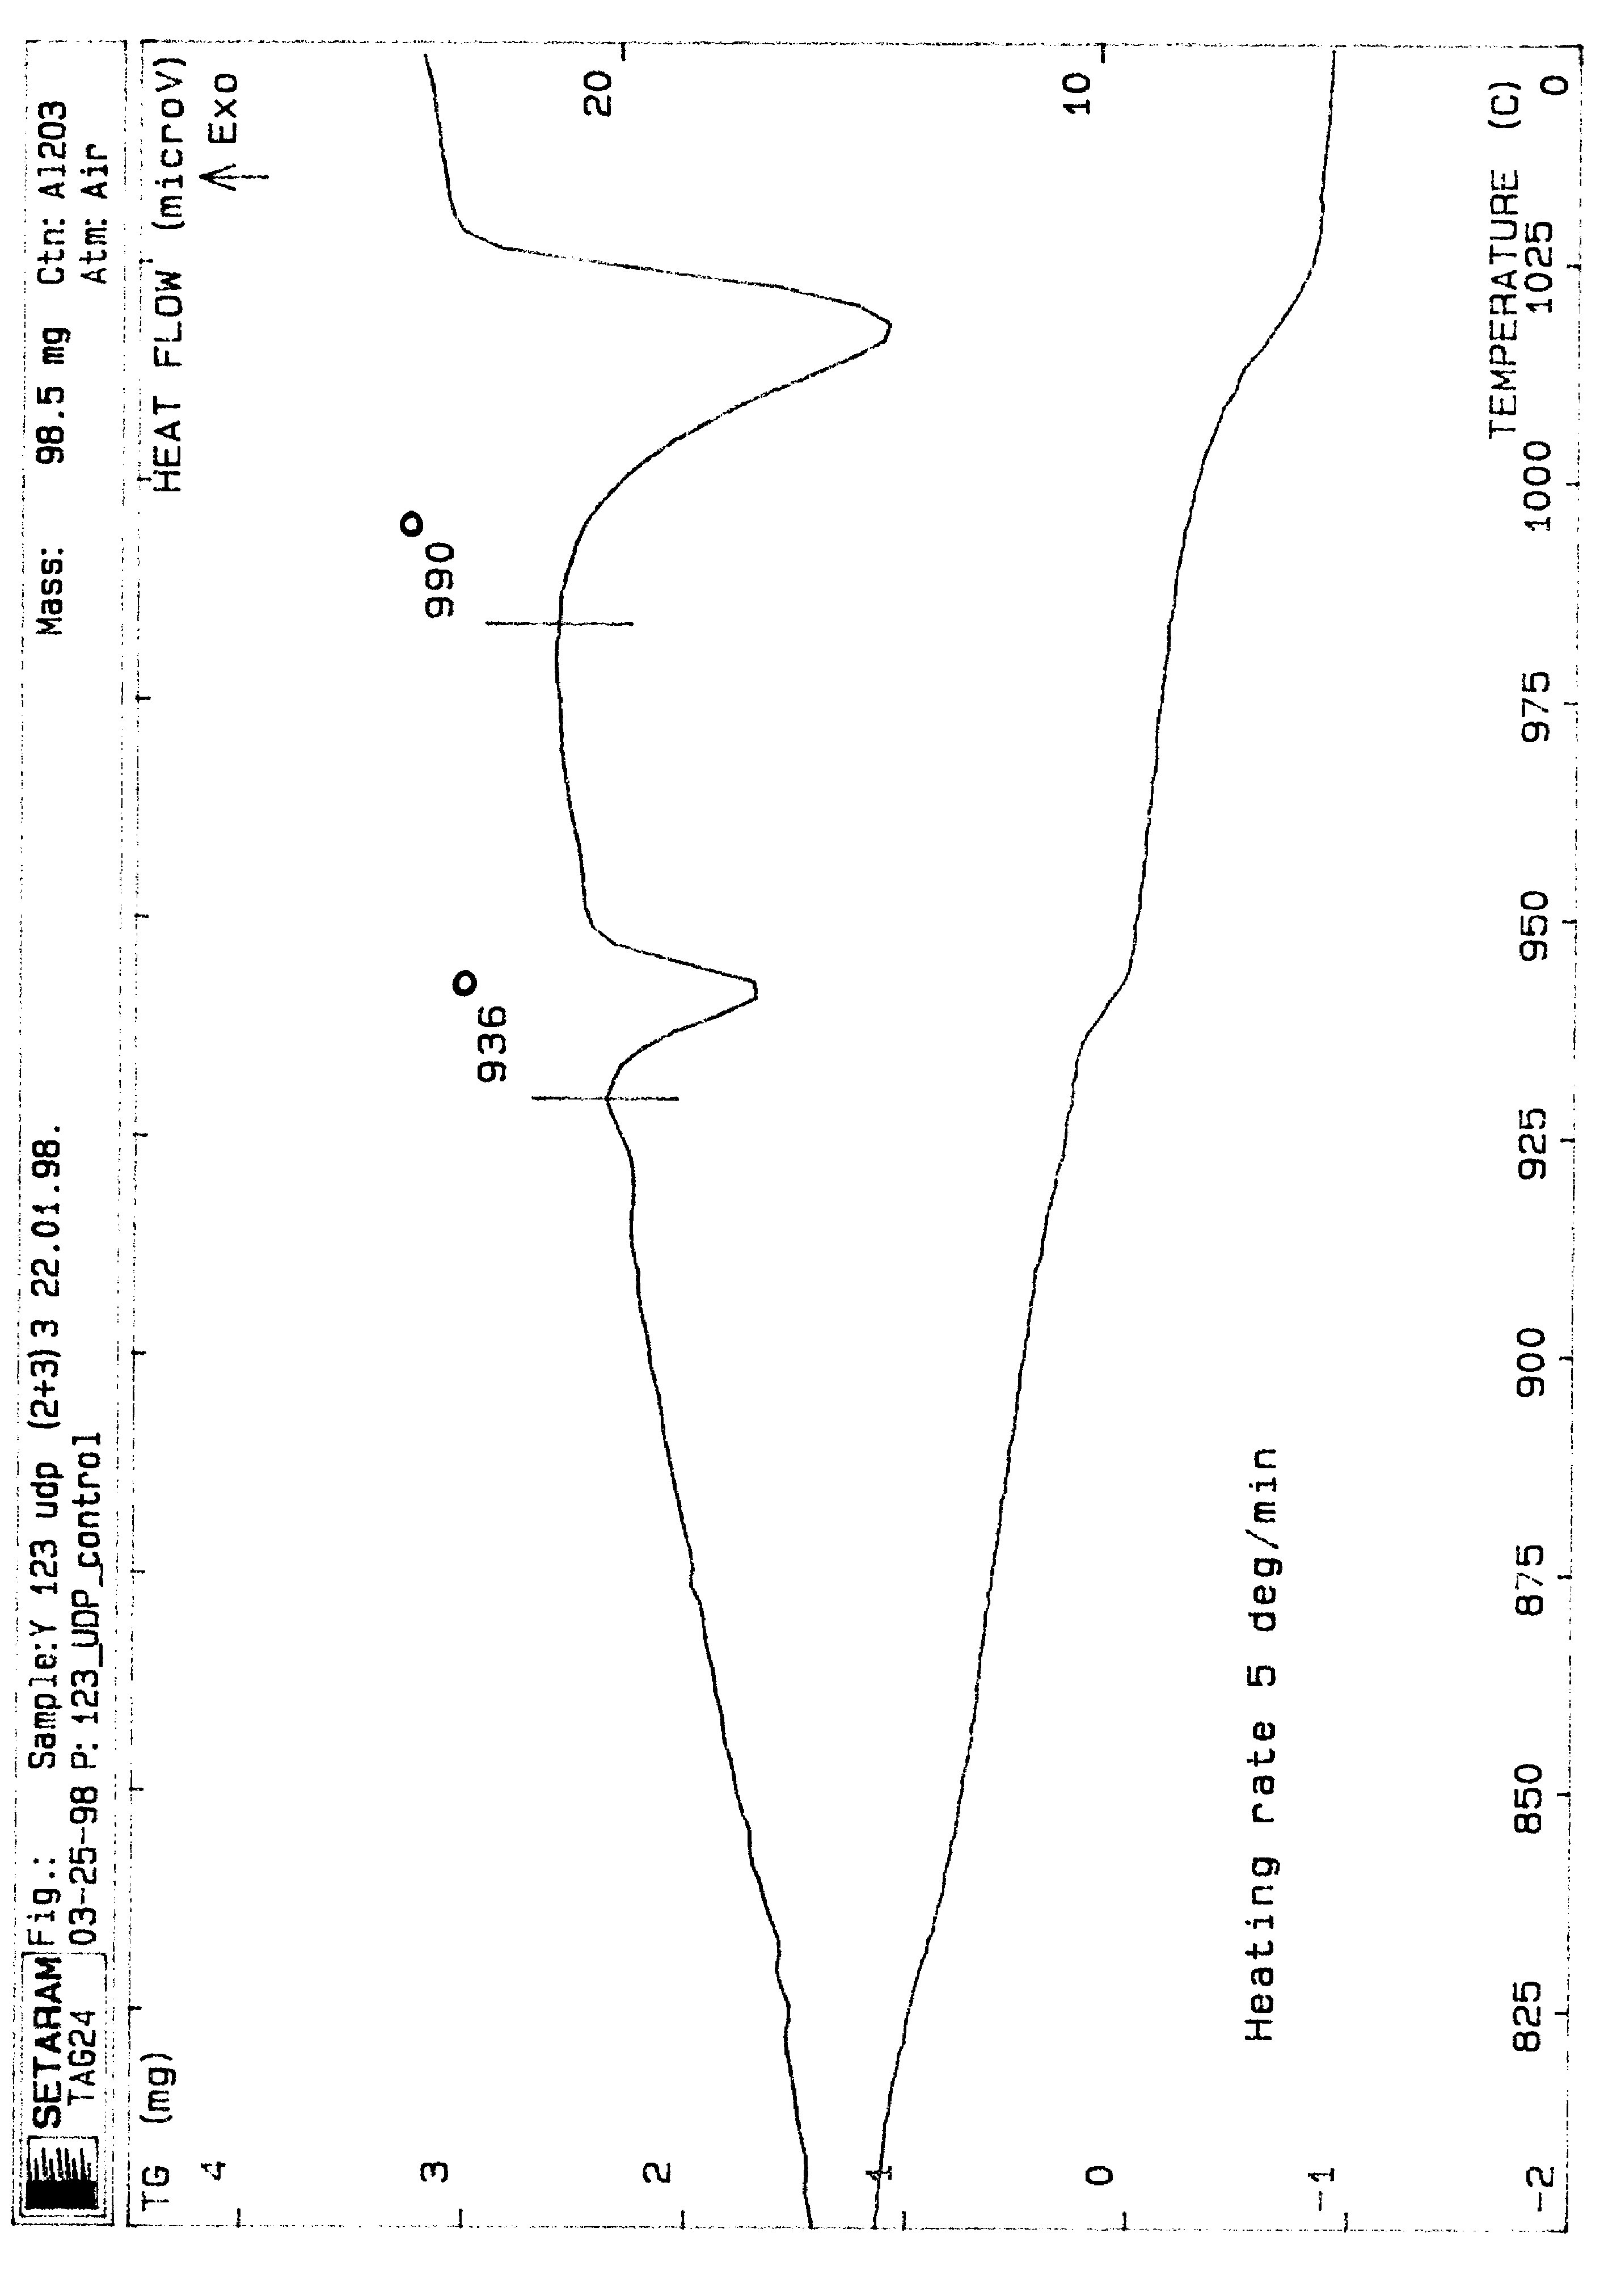 SETARAM Fig.: Sample:Y 123 udp (2+3) 3 22.01.98. Mass: 98.5 mg Ctn: Al203
TAG24 03-25-98 P: 123_UDP_control Atm: Air
TG (mg) HEAT FLOW (microV)
Exo
4
3
2
1
0
-1
-2
936°
990°
20
10
0
Heating rate 5 deg/min
TEMPERATURE (C)
825 850 875 900 925 950 975 1000 1025